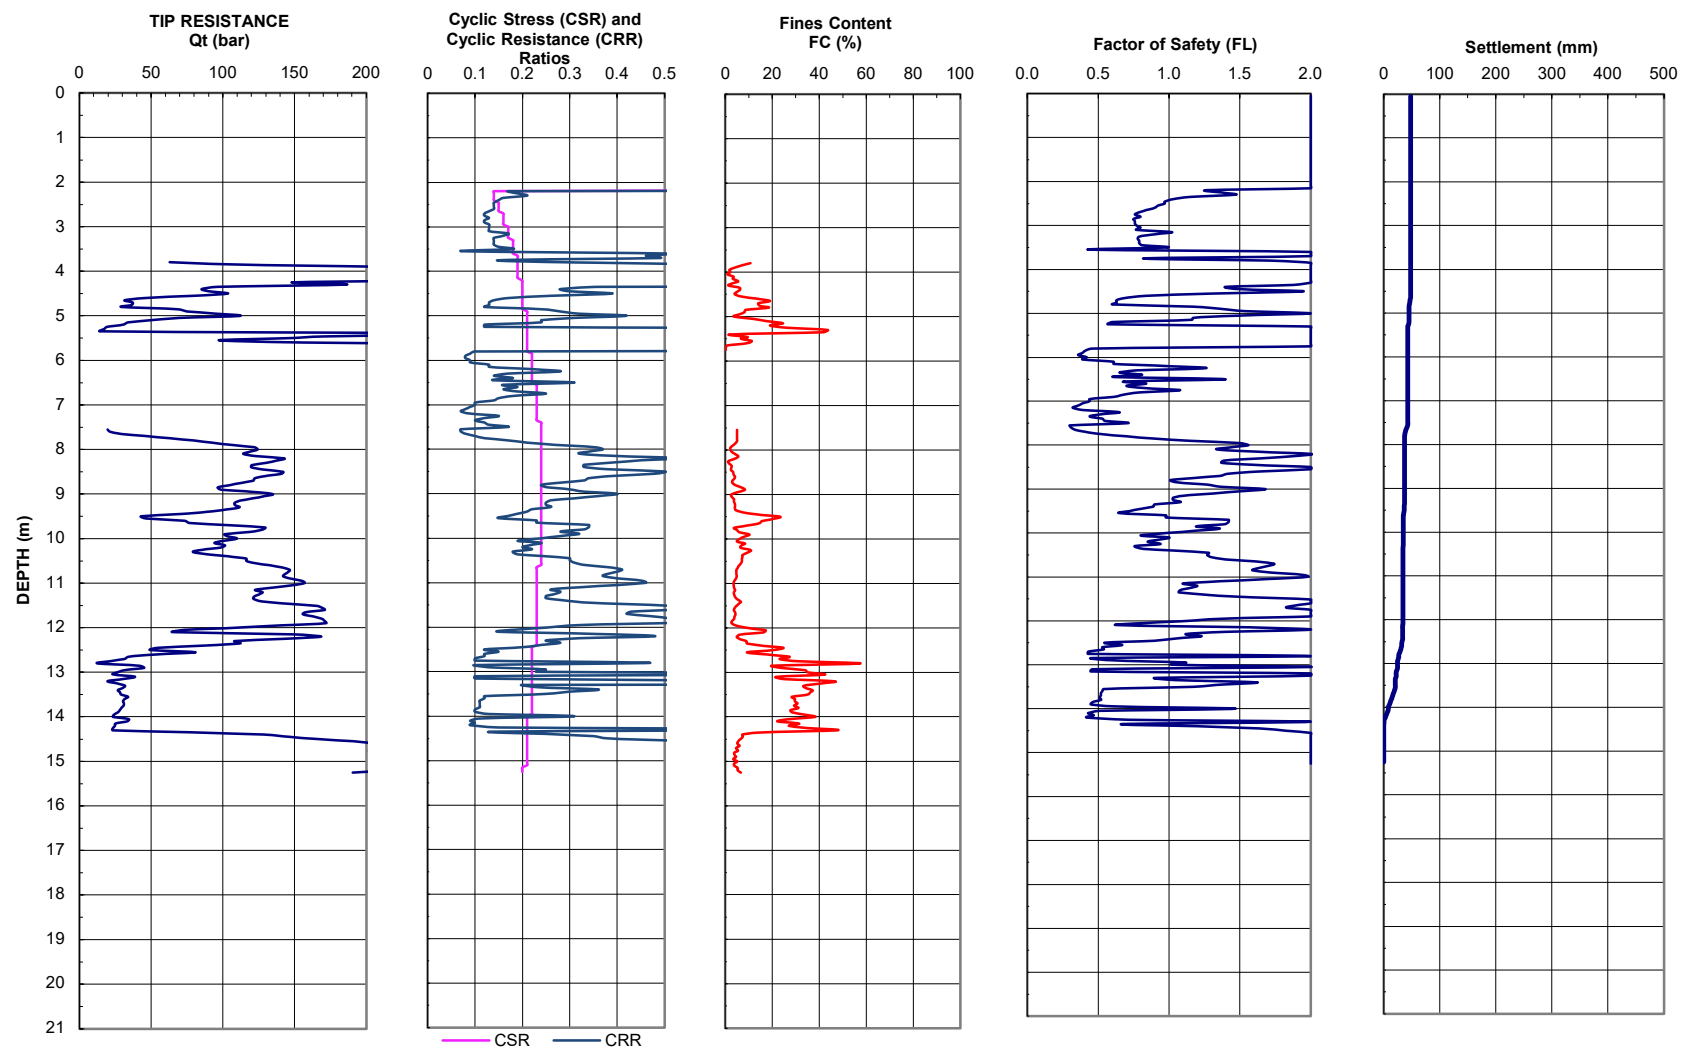 TIP RESISTANCE
Qt (bar)
Cyclic Stress (CSR) and
Cyclic Resistance (CRR)
Ratios
Fines Content
FC (%)
Factor of Safety (FL)
Settlement (mm)
0 50 100 150 200
0 0.1 0.2 0.3 0.4 0.5
0 20 40 60 80 100
0.0 0.5 1.0 1.5 2.0
0 100 200 300 400 500
DEPTH (m)
0
1
2
3
4
5
6
7
8
9
10
11
12
13
14
15
16
17
18
19
20
21
CSR CRR